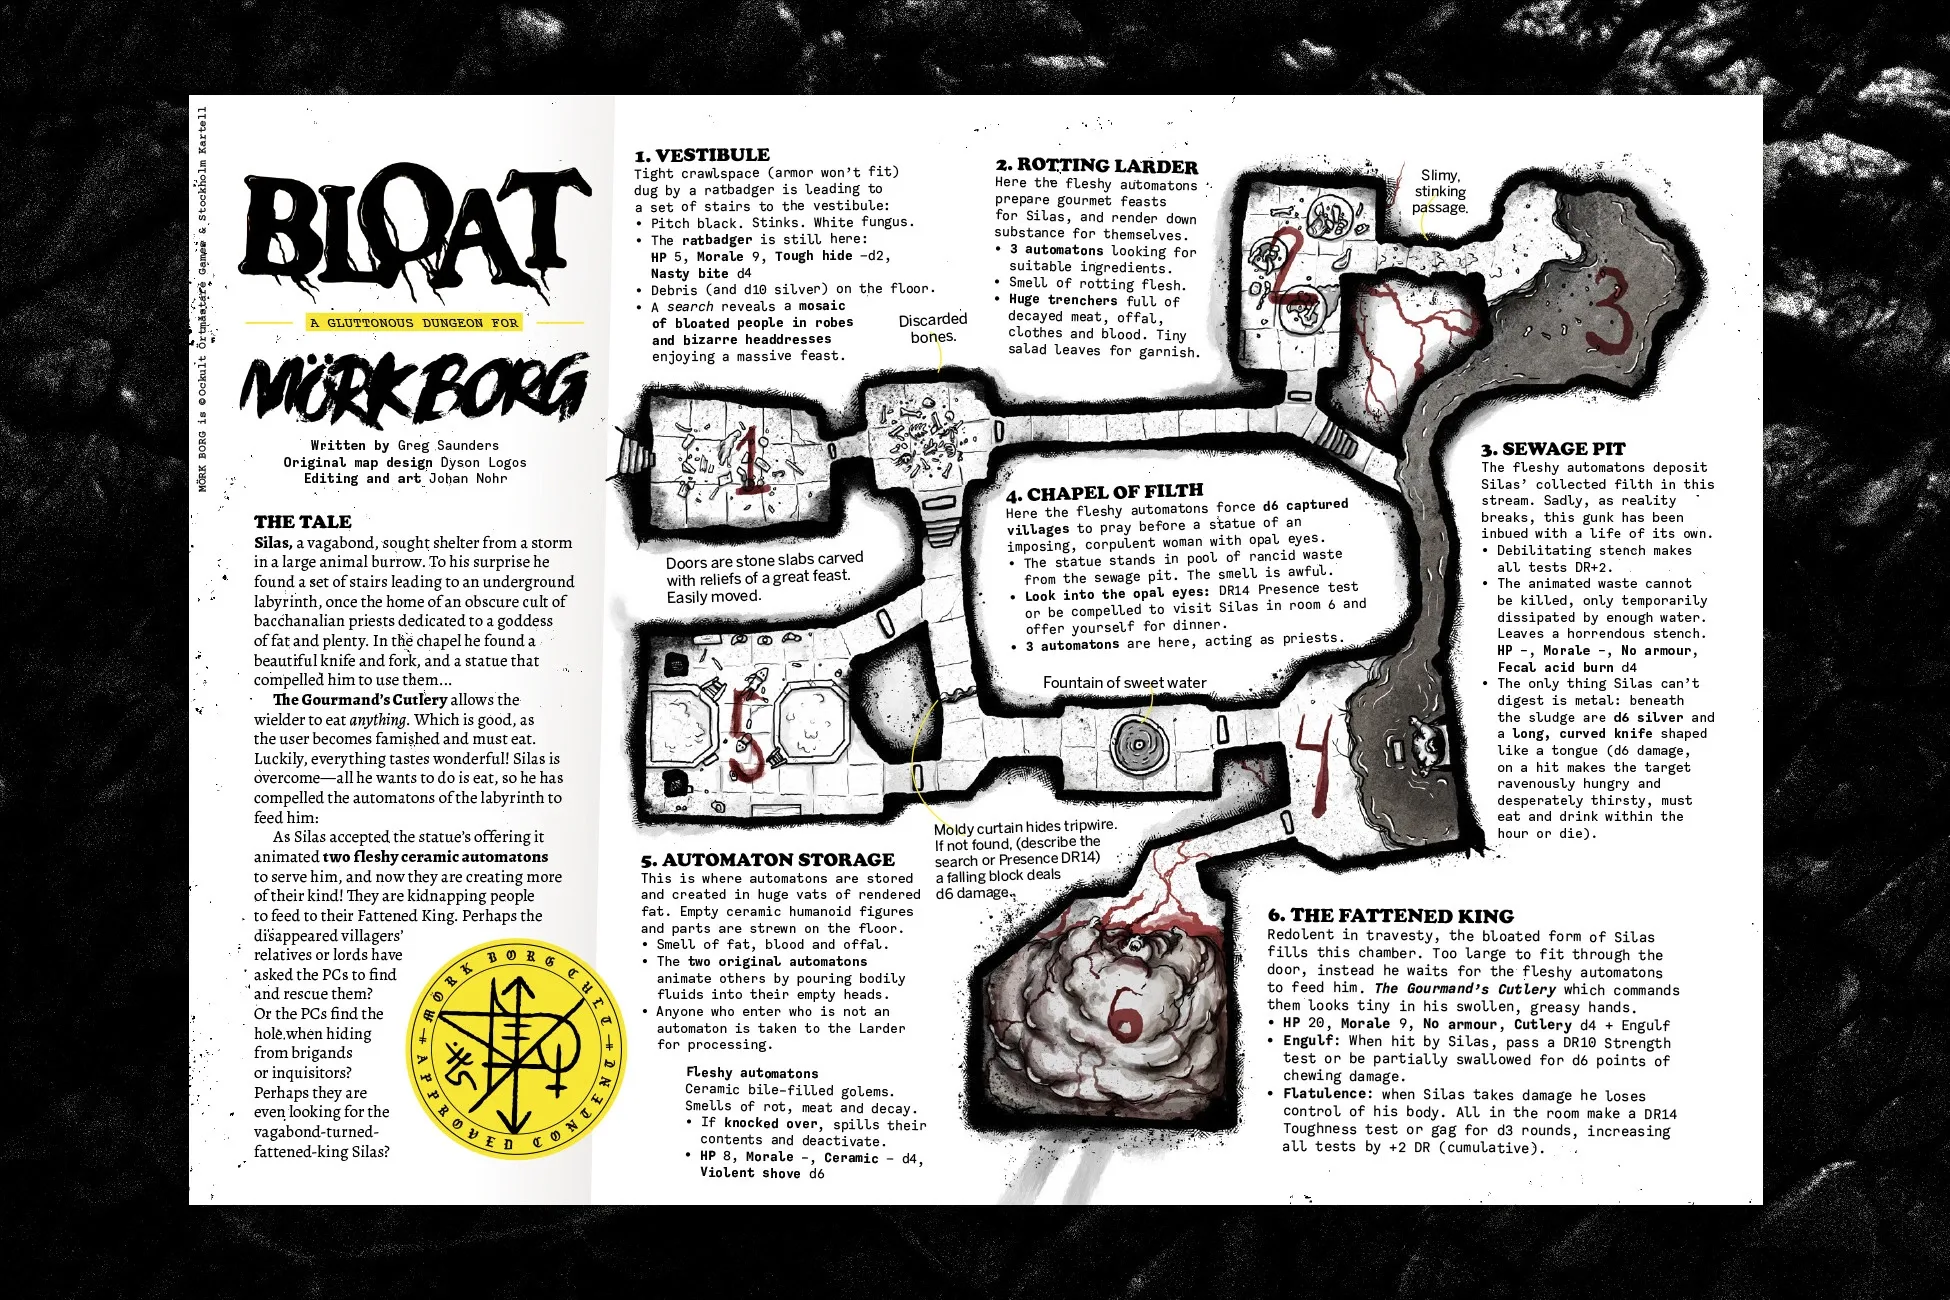 MÖRK BORG is ©Ockult Örtmästare Games & Stockholm Kartell
BLOAT
A GLUTTONOUS DUNGEON FOR
MÖRK BORG
Written by Greg Saunders
Original map design Dyson Logos
Editing and art Johan Nohr
THE TALE
Silas, a vagabond, sought shelter from a storm
in a large animal burrow. To his surprise he
found a set of stairs leading to an underground
labyrinth, once the home of an obscure cult of
bacchanalian priests dedicated to a goddess
of fat and plenty. In the chapel he found a
beautiful knife and fork, and a statue that
compelled him to use them...
The Gourmand's Cutlery allows the
wielder to eat anything. Which is good, as
the user becomes famished and must eat.
Luckily, everything tastes wonderful! Silas is
overcome—all he wants to do is eat, so he has
compelled the automatons of the labyrinth to
feed him:
As Silas accepted the statue's offering it
animated two fleshy ceramic automatons
to serve him, and now they are creating more
of their kind! They are kidnapping people
to feed to their Fattened King. Perhaps the
disappeared villagers'
relatives or lords have
asked the PCs to find
and rescue them?
Or the PCs find the
hole when hiding
from brigands
or inquisitors?
Perhaps they are
even looking for the
vagabond-turned-
fattened-king Silas?
MÖRK BORG CULT
APPROVED CONTENT
1. VESTIBULE
Tight crawlspace (armor won't fit)
dug by a ratbadger is leading to
a set of stairs to the vestibule:
• Pitch black. Stinks. White fungus.
• The ratbadger is still here:
HP 5, Morale 9, Tough hide -d2,
Nasty bite d4
• Debris (and d10 silver) on the floor.
• A search reveals a mosaic
of bloated people in robes
and bizarre headdresses
enjoying a massive feast.
Discarded
bones.
2. ROTTING LARDER
Here the fleshy automatons
prepare gourmet feasts
for Silas, and render down
substance for themselves.
• 3 automatons looking for
suitable ingredients.
• Smell of rotting flesh.
• Huge trenchers full of
decayed meat, offal,
clothes and blood. Tiny
salad leaves for garnish.
Slimy,
stinking
passage.
1
2
3
Doors are stone slabs carved
with reliefs of a great feast.
Easily moved.
4. CHAPEL OF FILTH
Here the fleshy automatons force d6 captured
villages to pray before a statue of an
imposing, corpulent woman with opal eyes.
• The statue stands in pool of rancid waste
from the sewage pit. The smell is awful.
• Look into the opal eyes: DR14 Presence test
or be compelled to visit Silas in room 6 and
offer yourself for dinner.
• 3 automatons are here, acting as priests.
3. SEWAGE PIT
The fleshy automatons deposit
Silas' collected filth in this
stream. Sadly, as reality
breaks, this gunk has been
inbued with a life of its own.
• Debilitating stench makes
all tests DR+2.
• The animated waste cannot
be killed, only temporarily
dissipated by enough water.
Leaves a horrendous stench.
HP -, Morale -, No armour,
Fecal acid burn d4
• The only thing Silas can't
digest is metal: beneath
the sludge are d6 silver and
a long, curved knife shaped
like a tongue (d6 damage,
on a hit makes the target
ravenously hungry and
desperately thirsty, must
eat and drink within the
hour or die).
Fountain of sweet water
5
4
Moldy curtain hides tripwire.
If not found, (describe the
search or Presence DR14)
a falling block deals
d6 damage.
5. AUTOMATON STORAGE
This is where automatons are stored
and created in huge vats of rendered
fat. Empty ceramic humanoid figures
and parts are strewn on the floor.
• Smell of fat, blood and offal.
• The two original automatons
animate others by pouring bodily
fluids into their empty heads.
• Anyone who enter who is not an
automaton is taken to the Larder
for processing.
Fleshy automatons
Ceramic bile-filled golems.
Smells of rot, meat and decay.
• If knocked over, spills their
contents and deactivate.
• HP 8, Morale -, Ceramic - d4,
Violent shove d6
6
6. THE FATTENED KING
Redolent in travesty, the bloated form of Silas
fills this chamber. Too large to fit through the
door, instead he waits for the fleshy automatons
to feed him. The Gourmand's Cutlery which commands
them looks tiny in his swollen, greasy hands.
• HP 20, Morale 9, No armour, Cutlery d4 + Engulf
• Engulf: When hit by Silas, pass a DR10 Strength
test or be partially swallowed for d6 points of
chewing damage.
• Flatulence: when Silas takes damage he loses
control of his body. All in the room make a DR14
Toughness test or gag for d3 rounds, increasing
all tests by +2 DR (cumulative).